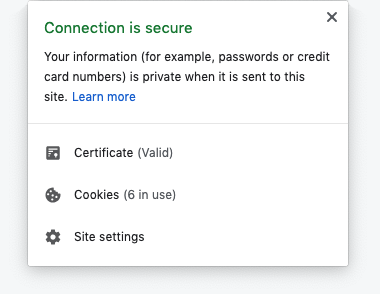 Connection is secure
Your information (for example, passwords or credit
card numbers) is private when it is sent to this
site. Learn more
Certificate (Valid)
Cookies (6 in use)
Site settings